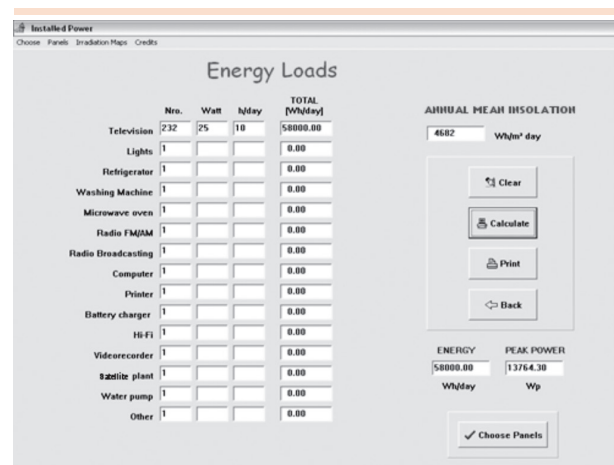 Installed Power
Choose Panels Irradiation Maps Credits
Energy Loads
Nro. Watt h/day TOTAL [Wh/day]
Television 232 25 10 58000.00
Lights 1 0.00
Refrigerator 1 0.00
Washing Machine 1 0.00
Microwave oven 1 0.00
Radio FM/AM 1 0.00
Radio Broadcasting 1 0.00
Computer 1 0.00
Printer 1 0.00
Battery charger 1 0.00
Hi-Fi 1 0.00
Videorecorder 1 0.00
Satellite plant 1 0.00
Water pump 1 0.00
Other 1 0.00
ANNUAL MEAN INSOLATION
4682 Wh/m² day
Clear
Calculate
Print
Back
ENERGY PEAK POWER
58000.00 13764.30
Wh/day Wp
Choose Panels